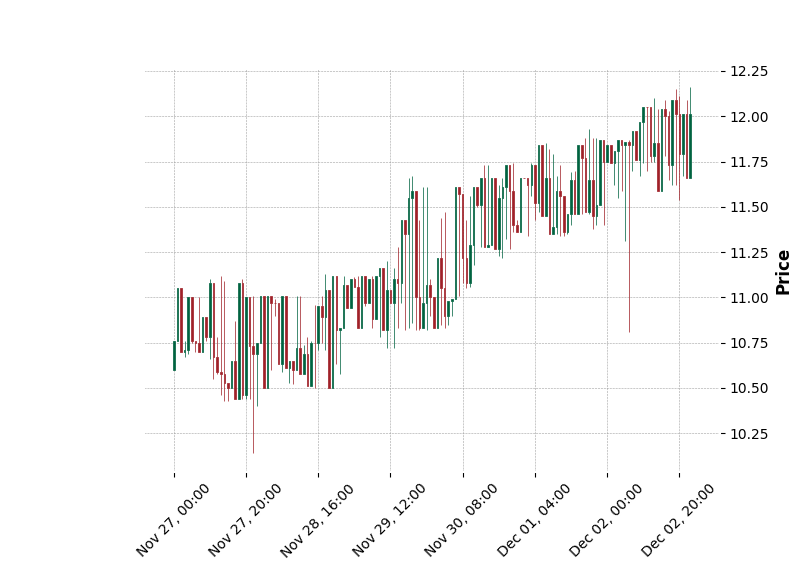 12.25
12.00
11.75
11.50
11.25
11.00
10.75
10.50
10.25
Price
Nov 27, 00:00
Nov 27, 20:00
Nov 28, 16:00
Nov 29, 12:00
Nov 30, 08:00
Dec 01, 04:00
Dec 02, 00:00
Dec 02, 20:00